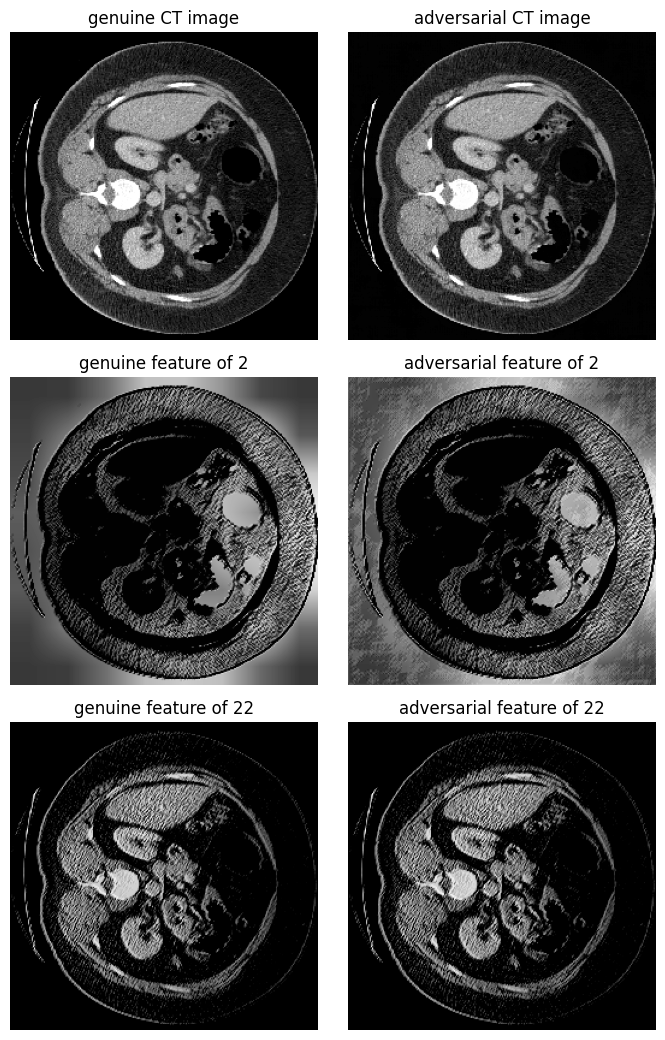 genuine CT image
adversarial CT image
genuine feature of 2
adversarial feature of 2
genuine feature of 22
adversarial feature of 22